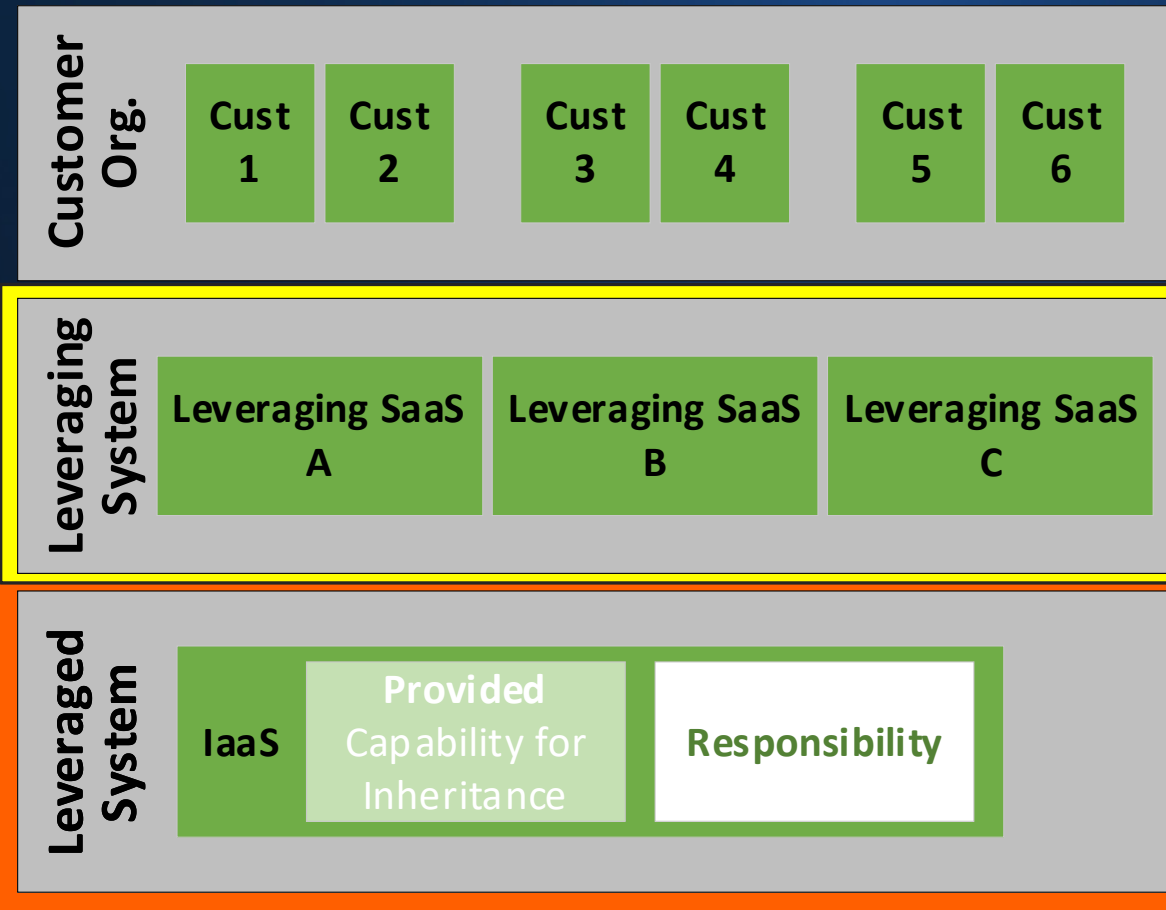 Customer
Org.
Cust
1
Cust
2
Cust
3
Cust
4
Cust
5
Cust
6
Leveraging
System
Leveraging SaaS
A
Leveraging SaaS
B
Leveraging SaaS
C
Leveraged
System
IaaS
Provided
Capability for
Inheritance
Responsibility